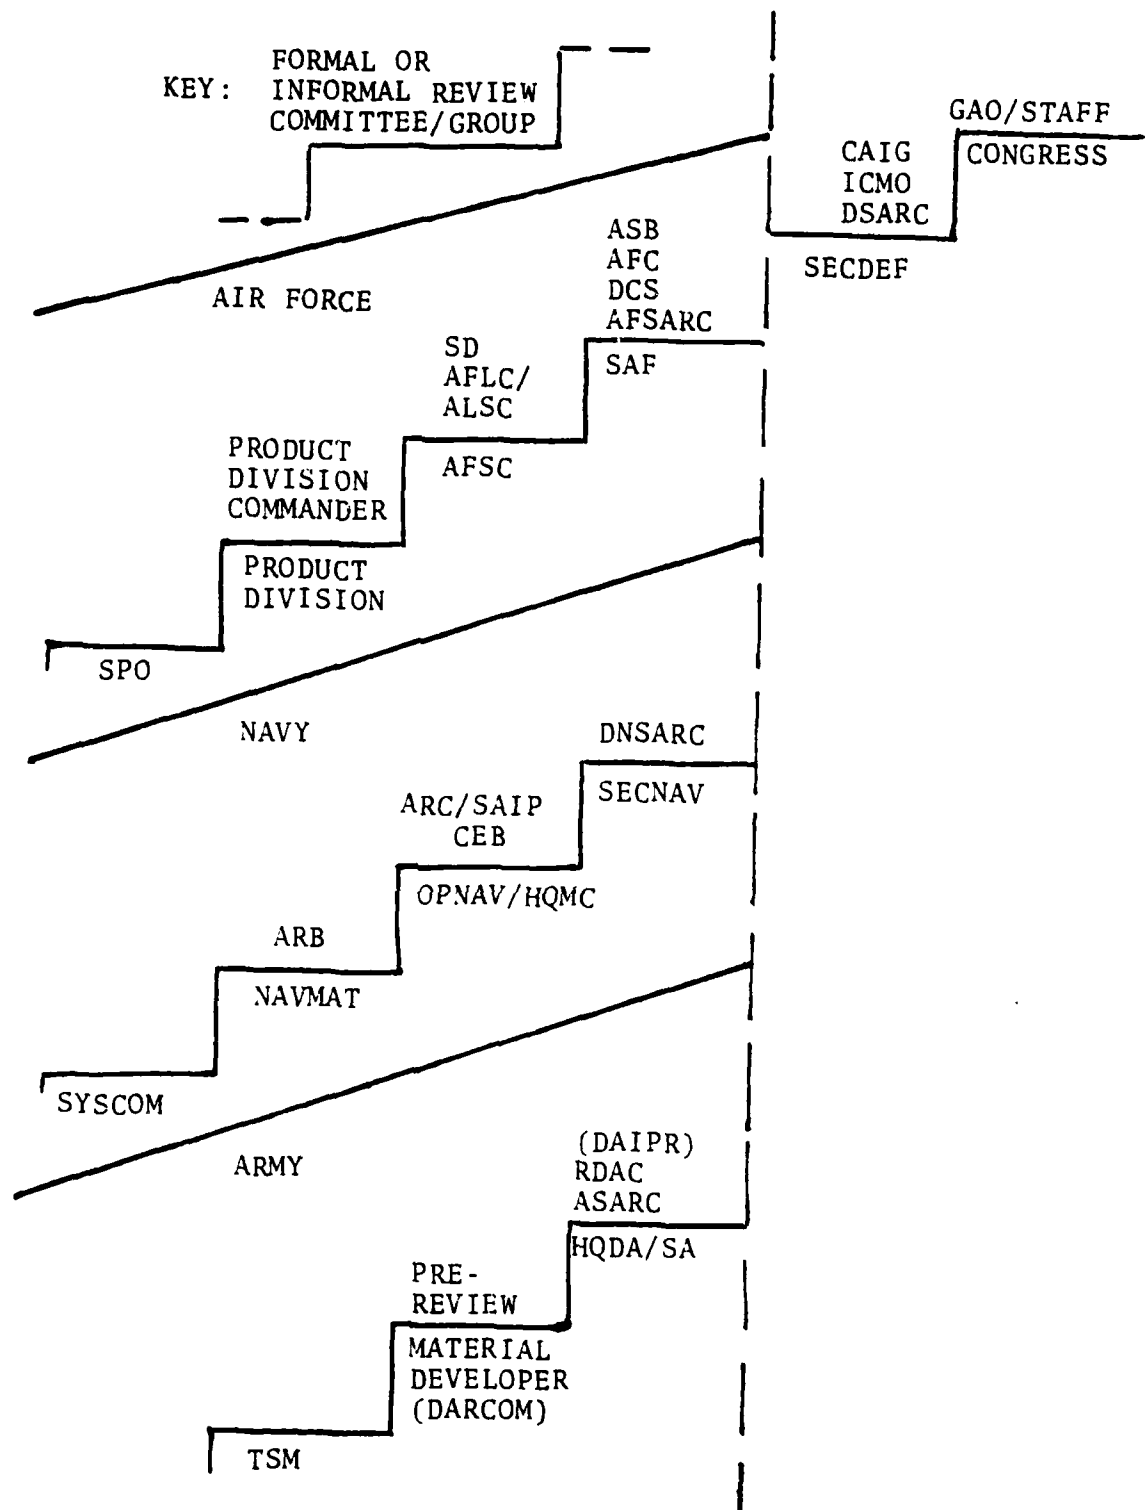 KEY: FORMAL OR
INFORMAL REVIEW
COMMITTEE/GROUP
GAO/STAFF
CONGRESS
CAIG
ICMO
DSARC
SECDEF
AIR FORCE
ASB
AFC
DCS
AFSARC
SAF
SD
AFLC/
ALSC
AFSC
PRODUCT
DIVISION
COMMANDER
PRODUCT
DIVISION
SPO
NAVY
DNSARC
SECNAV
ARC/SAIP
CEB
OPNAV/HQMC
ARB
NAVMAT
SYSCOM
ARMY
(DAIPR)
RDAC
ASARC
HQDA/SA
PRE-
REVIEW
MATERIAL
DEVELOPER
(DARCOM)
TSM